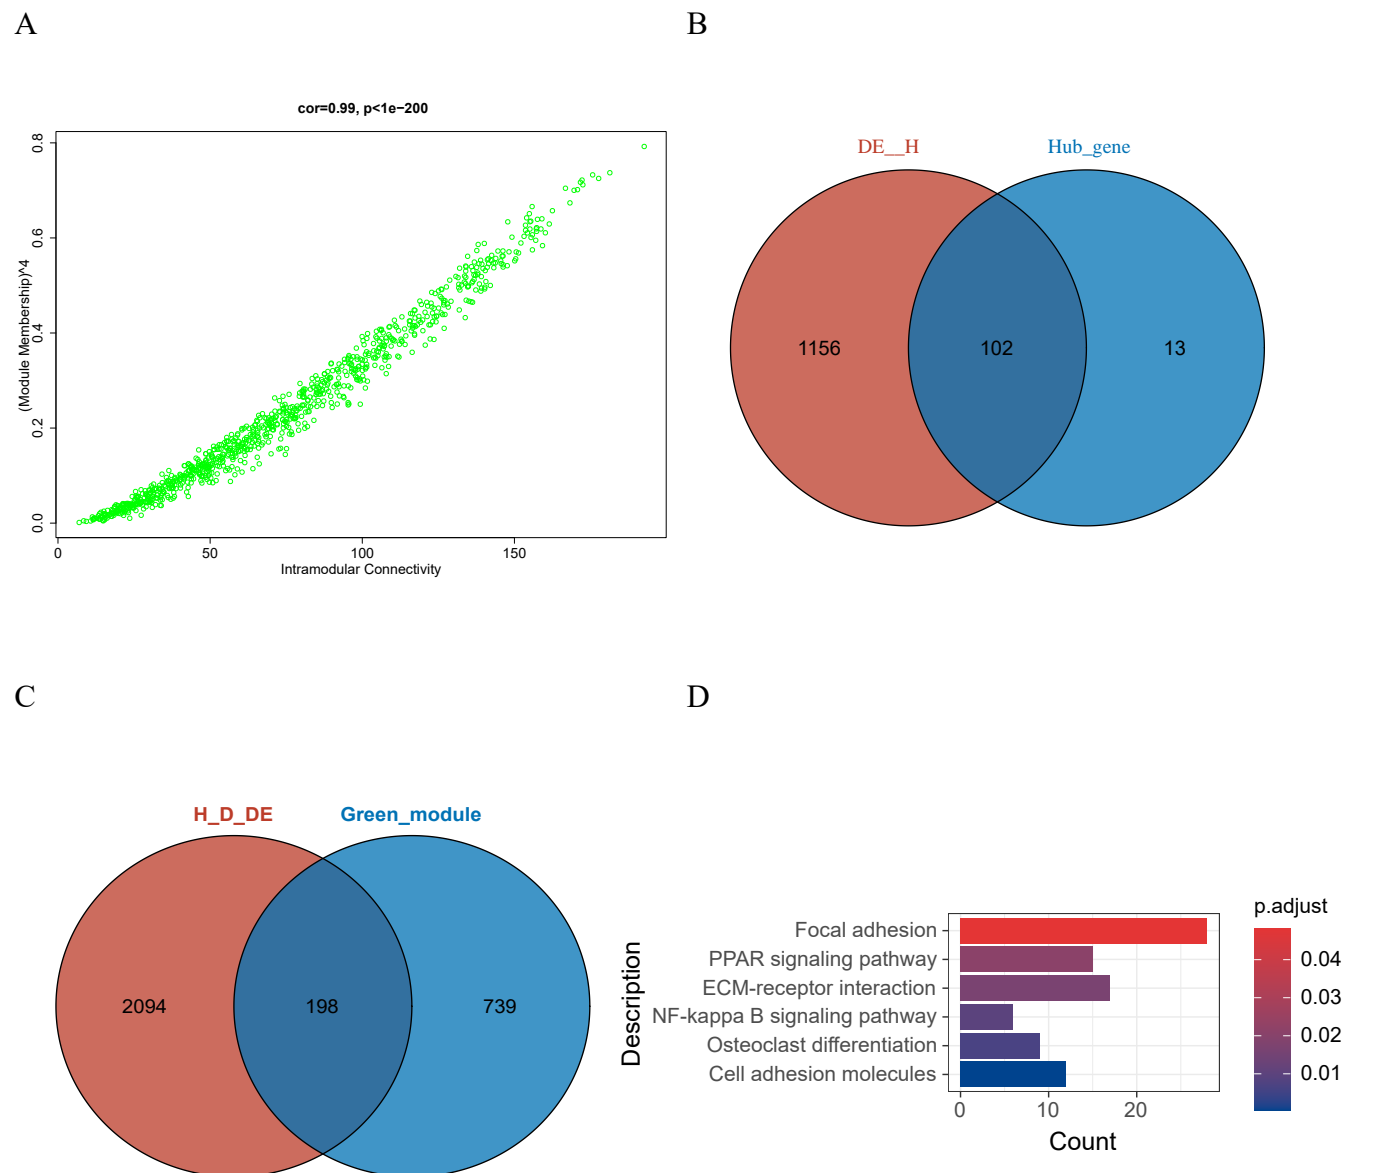 A
cor=0.99, p<1e−200
(Module Membership)^4
0.0
0.2
0.4
0.6
0.8
0
50
100
150
Intramodular Connectivity
B
DE__H
Hub_gene
1156
102
13
C
H_D_DE
Green_module
2094
198
739
D
Description
Focal adhesion
PPAR signaling pathway
ECM-receptor interaction
NF-kappa B signaling pathway
Osteoclast differentiation
Cell adhesion molecules
0
10
20
Count
p.adjust
0.04
0.03
0.02
0.01